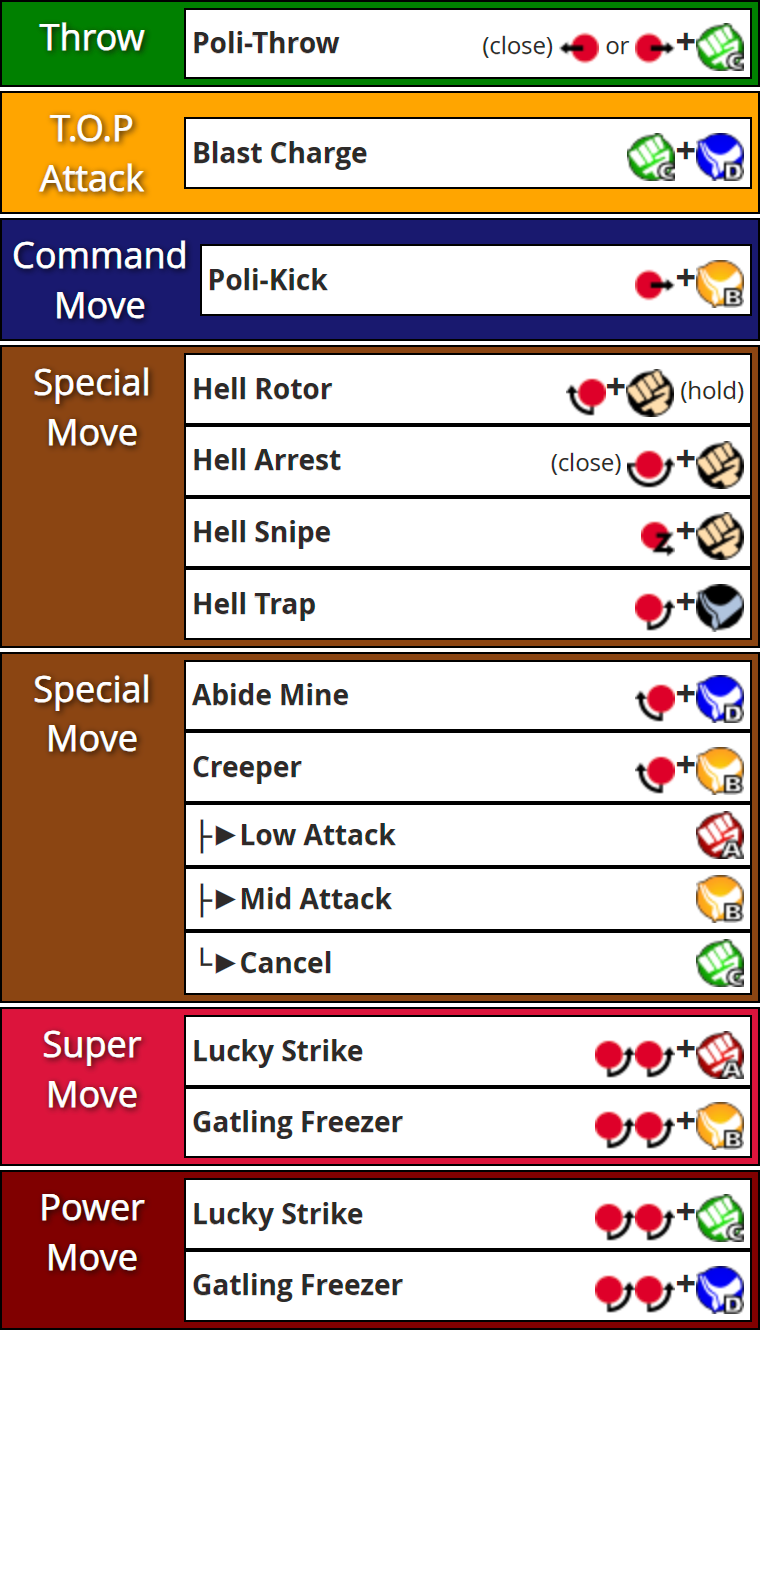 Throw
Poli-Throw (close) or + C
T.O.P
Attack
Blast Charge C + D
Command
Move
Poli-Kick + B
Special
Move
Hell Rotor + (hold)
Hell Arrest (close) +
Hell Snipe Z +
Hell Trap +
Special
Move
Abide Mine + D
Creeper + B
├►Low Attack A
├►Mid Attack B
└►Cancel C
Super
Move
Lucky Strike + A
Gatling Freezer + B
Power
Move
Lucky Strike + C
Gatling Freezer + D